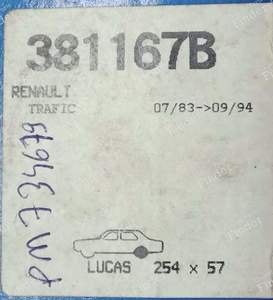 381167B
RENAULT
TRAFIC 07/83->09/94
LUCAS 254 x 57